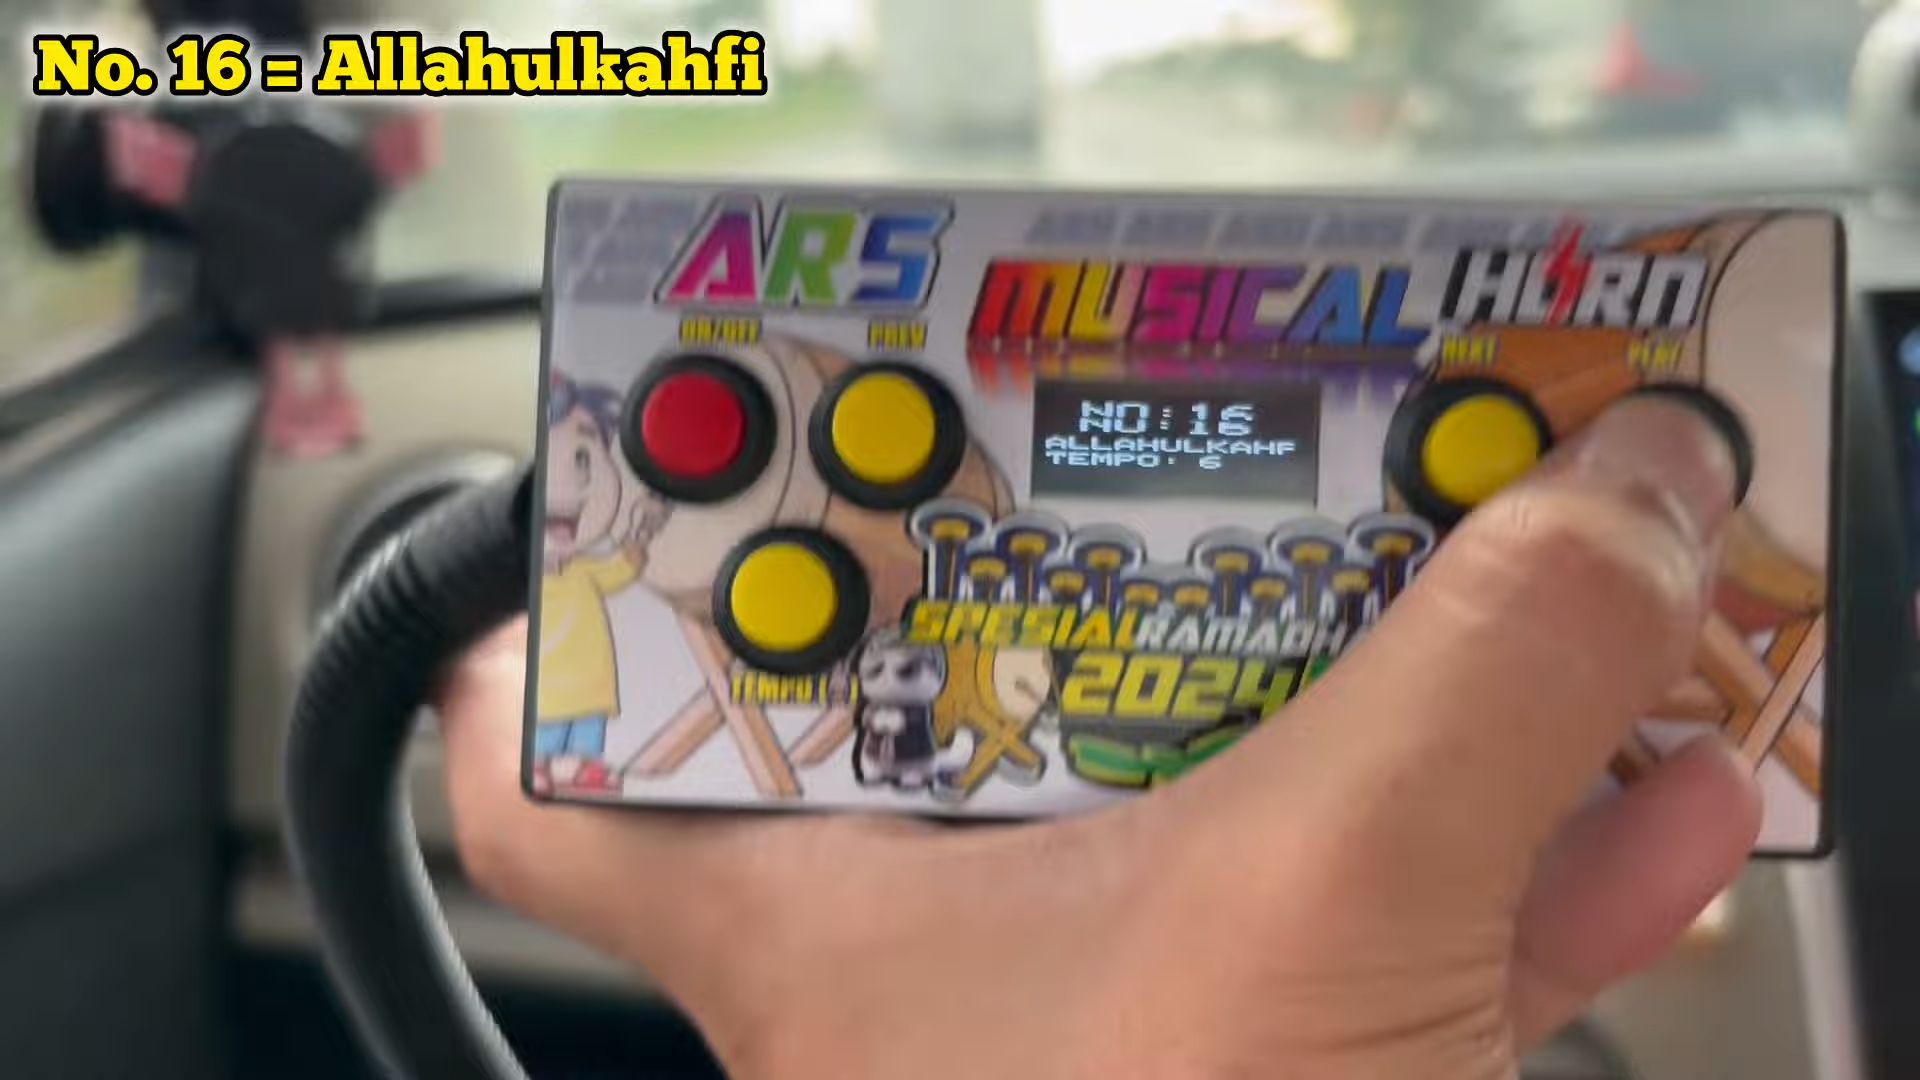 No. 16 = Allahulkahfi
ARS
MUSICAL HORN
ON/OFF
PREV
NEXT
PLAY
NO:16
ALLAHULKAHF
TEMPO: 6
SPESIAL RAMADH
TEMPO
2024